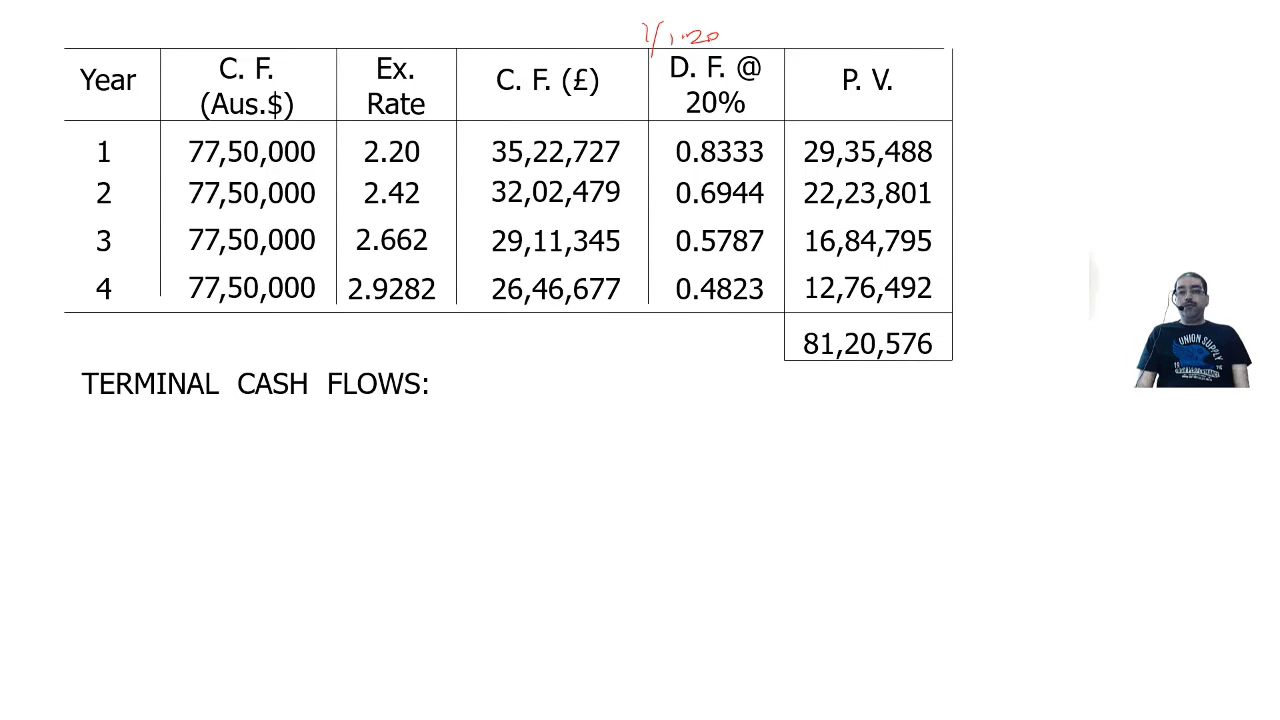 1/1.20
Year C. F. (Aus.$) Ex. Rate C. F. (£) D. F. @ 20% P. V.
1 77,50,000 2.20 35,22,727 0.8333 29,35,488
2 77,50,000 2.42 32,02,479 0.6944 22,23,801
3 77,50,000 2.662 29,11,345 0.5787 16,84,795
4 77,50,000 2.9282 26,46,677 0.4823 12,76,492
81,20,576
TERMINAL CASH FLOWS:
UNION SUPPLY